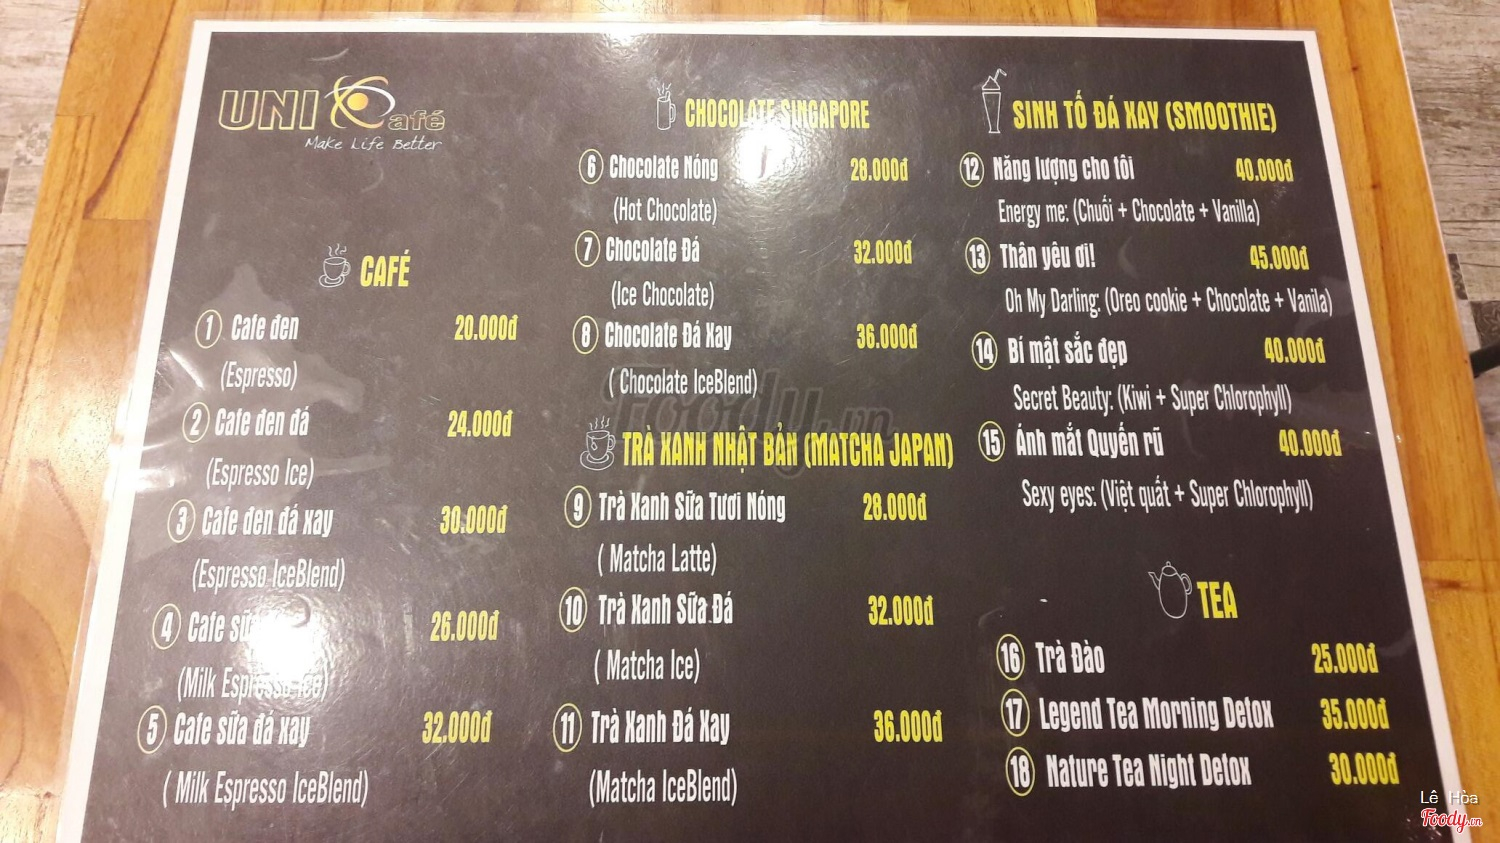 UNI Café
Make Life Better
CAFÉ
1 Cafe đen 20.000đ
(Espresso)
2 Cafe đen đá 24.000đ
(Espresso Ice)
3 Cafe đen đá xay 30.000đ
(Espresso IceBlend)
4 Cafe sữa 26.000đ
(Milk Espresso Ice)
5 Cafe sữa đá xay 32.000đ
( Milk Espresso IceBlend)
CHOCOLATE SINGAPORE
6 Chocolate Nóng 28.000đ
(Hot Chocolate)
7 Chocolate Đá 32.000đ
(Ice Chocolate)
8 Chocolate Đá Xay 36.000đ
( Chocolate IceBlend)
TRÀ XANH NHẬT BẢN (MATCHA JAPAN)
9 Trà Xanh Sữa Tươi Nóng 28.000đ
( Matcha Latte)
10 Trà Xanh Sữa Đá 32.000đ
( Matcha Ice)
11 Trà Xanh Đá Xay 36.000đ
(Matcha IceBlend)
SINH TỐ ĐÁ XAY (SMOOTHIE)
12 Năng lượng cho tôi 40.000đ
Energy me: (Chuối + Chocolate + Vanilla)
13 Thân yêu ơi! 45.000đ
Oh My Darling: (Oreo cookie + Chocolate + Vanila)
14 Bí mật sắc đẹp 40.000đ
Secret Beauty: (Kiwi + Super Chlorophyll)
15 Ánh mắt Quyến rũ 40.000đ
Sexy eyes: (Việt quất + Super Chlorophyll)
TEA
16 Trà Đào 25.000đ
17 Legend Tea Morning Detox 35.000đ
18 Nature Tea Night Detox 30.000đ
Foody.vn
Lê Hòa
Foody.vn